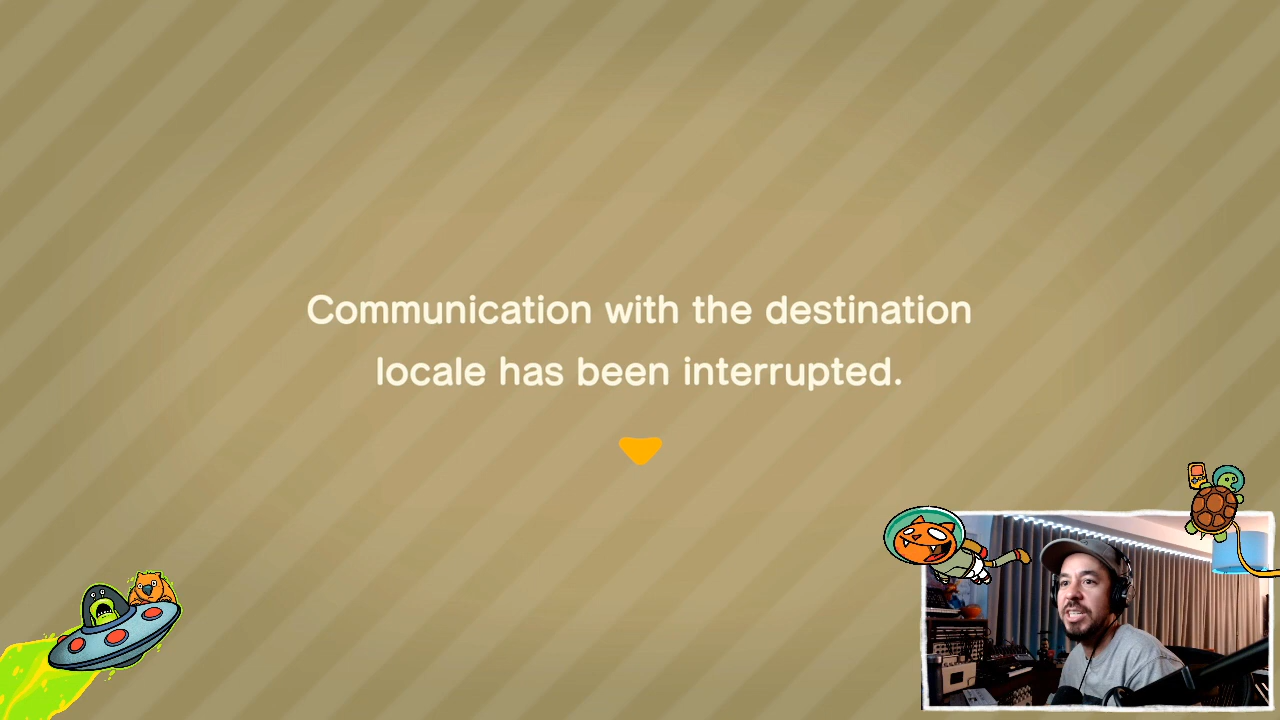 Communication with the destination
locale has been interrupted.